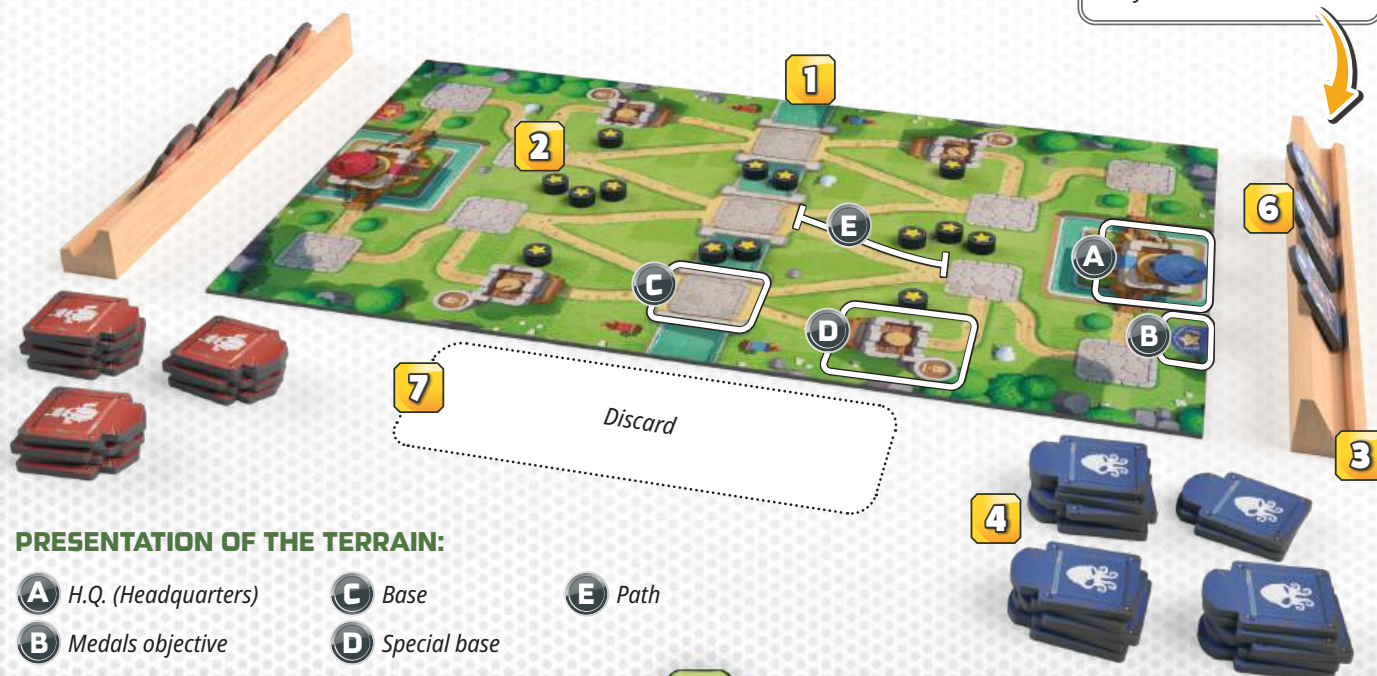 1
2
E
6
A
C
D
B
7
Discard
3
4
PRESENTATION OF THE TERRAIN:
A H.Q. (Headquarters)
C Base
E Path
B Medals objective
D Special base